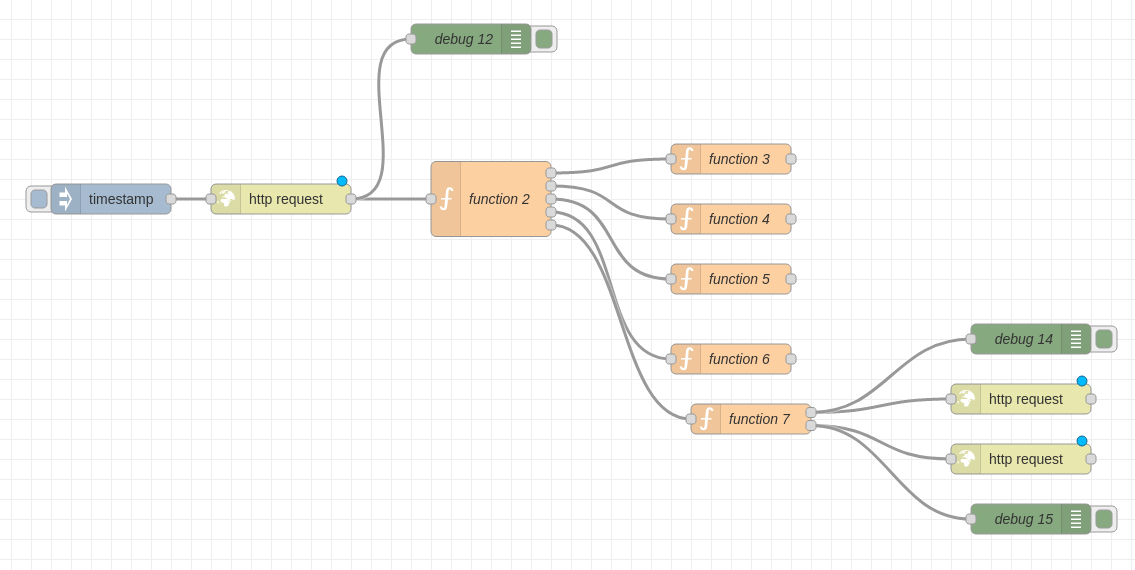 debug 12
function 3
timestamp
http request
function 2
function 4
function 5
debug 14
function 6
http request
function 7
http request
debug 15